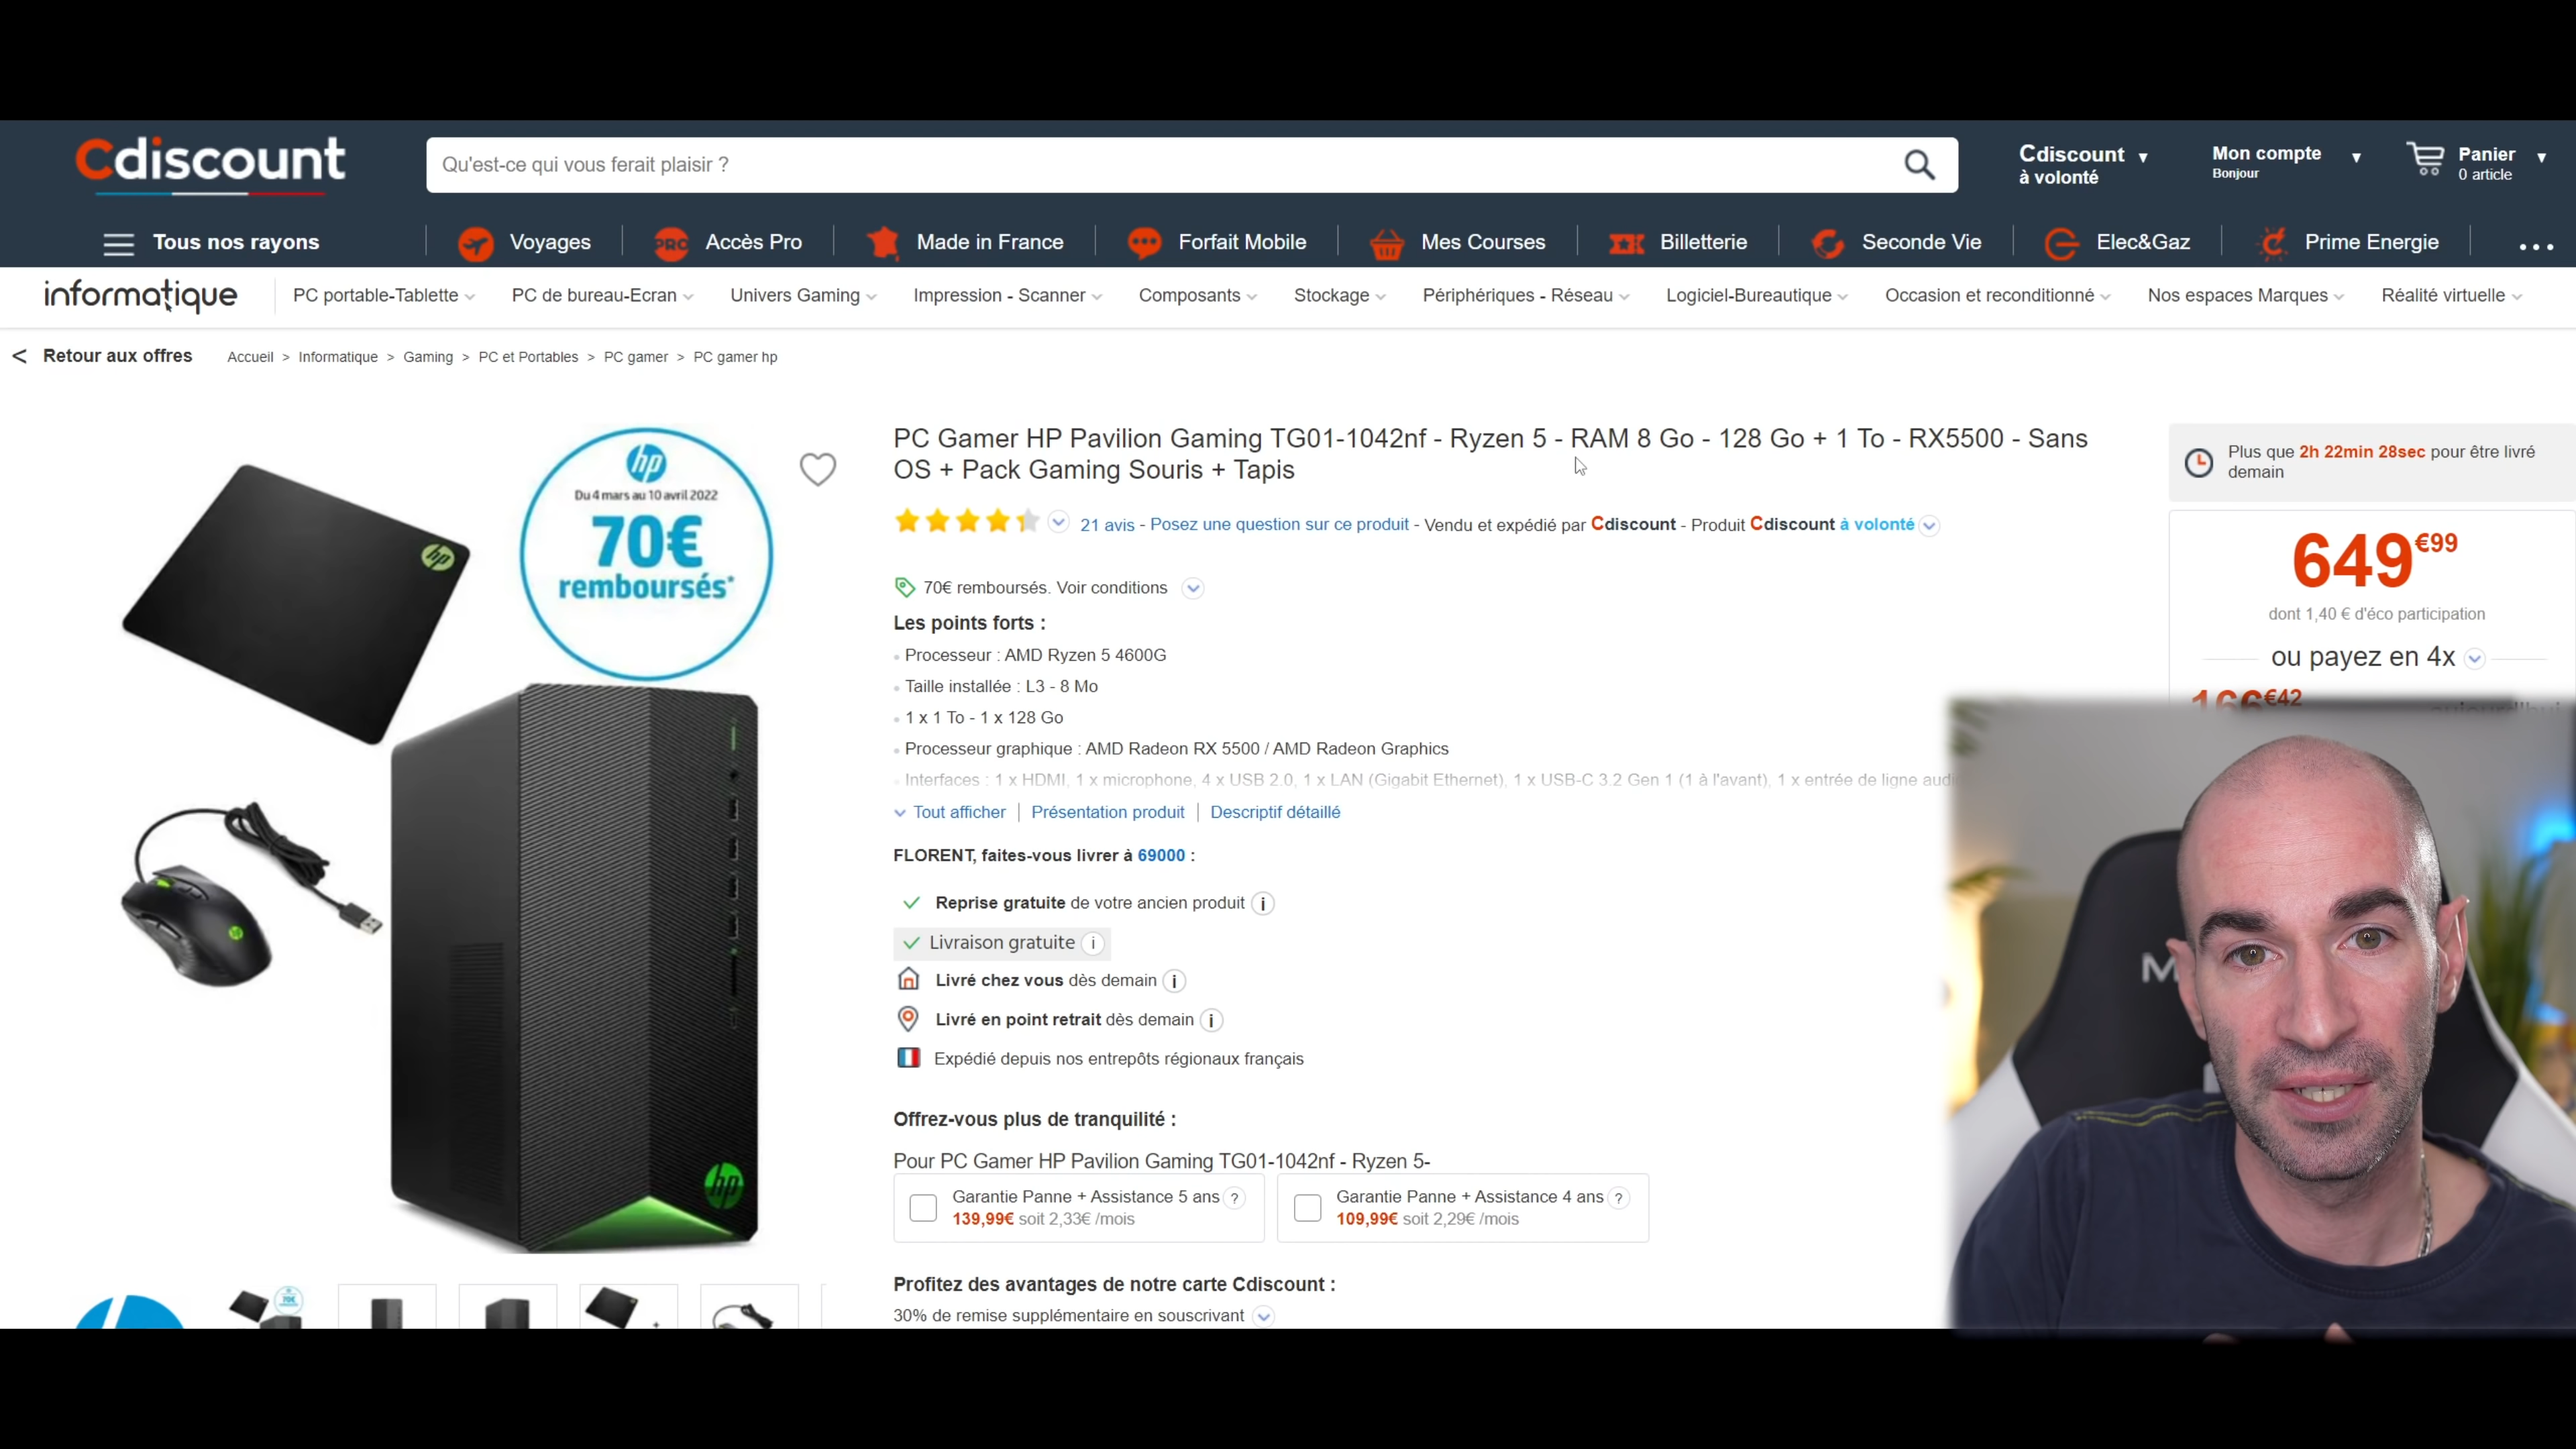 Cdiscount
Qu'est-ce qui vous ferait plaisir ?
Cdiscount
à volonté
Mon compte
Bonjour
Panier
0 article
Tous nos rayons
Voyages
PRO
Accès Pro
Made in France
Forfait Mobile
Mes Courses
Billetterie
Seconde Vie
Elec&Gaz
Prime Energie
informatique
PC portable-Tablette
PC de bureau-Ecran
Univers Gaming
Impression - Scanner
Composants
Stockage
Périphériques - Réseau
Logiciel-Bureautique
Occasion et reconditionné
Nos espaces Marques
Réalité virtuelle
< Retour aux offres
Accueil > Informatique > Gaming > PC et Portables > PC gamer > PC gamer hp
hp
Du 4 mars au 10 avril 2022
70€
remboursés*
hp
hp
PC Gamer HP Pavilion Gaming TG01-1042nf - Ryzen 5 - RAM 8 Go - 128 Go + 1 To - RX5500 - Sans
OS + Pack Gaming Souris + Tapis
21 avis - Posez une question sur ce produit - Vendu et expédié par Cdiscount - Produit Cdiscount à volonté
70€ remboursés. Voir conditions
Les points forts :
Processeur : AMD Ryzen 5 4600G
Taille installée : L3 - 8 Mo
1 x 1 To - 1 x 128 Go
Processeur graphique : AMD Radeon RX 5500 / AMD Radeon Graphics
Interfaces : 1 x HDMI, 1 x microphone, 4 x USB 2.0, 1 x LAN (Gigabit Ethernet), 1 x USB-C 3.2 Gen 1 (1 à l'avant), 1 x entrée de ligne audi
Tout afficher | Présentation produit | Descriptif détaillé
FLORENT, faites-vous livrer à 69000 :
Reprise gratuite de votre ancien produit
Livraison gratuite
Livré chez vous dès demain
Livré en point retrait dès demain
Expédié depuis nos entrepôts régionaux français
Offrez-vous plus de tranquilité :
Pour PC Gamer HP Pavilion Gaming TG01-1042nf - Ryzen 5-
Garantie Panne + Assistance 5 ans ?
139,99€ soit 2,33€ /mois
Garantie Panne + Assistance 4 ans ?
109,99€ soit 2,29€ /mois
Profitez des avantages de notre carte Cdiscount :
30% de remise supplémentaire en souscrivant
Plus que 2h 22min 28sec pour être livré
demain
649€99
dont 1,40 € d'éco participation
ou payez en 4x
166€42
M